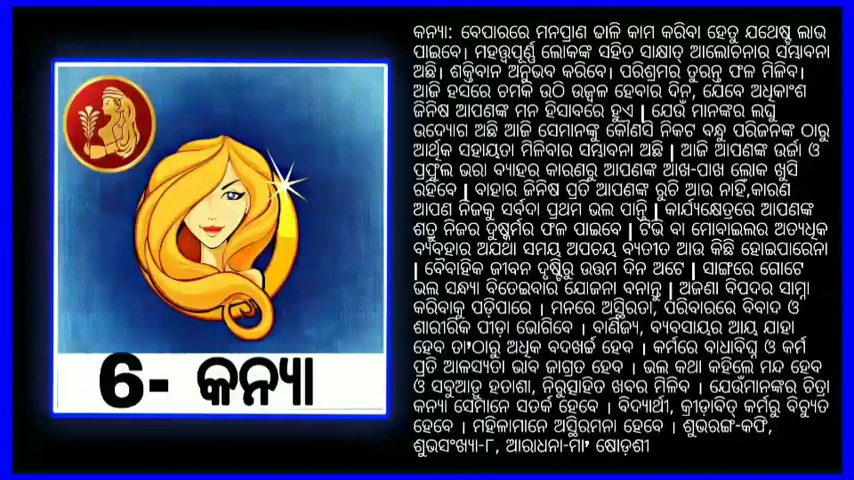 6- କନ୍ୟା
କନ୍ୟା: ବେପାରରେ ମନପ୍ରାଣ ଢାଳି କାମ କରିବା ହେତୁ ଯଥେଷ୍ଟ ଲାଭ
ପାଇବେ। ମହତ୍ତ୍ୱପୂର୍ଣ୍ଣ ଲୋକଙ୍କ ସହିତ ସାକ୍ଷାତ୍ ଆଲୋଚନାର ସମ୍ଭାବନା
ଅଛି। ଶକ୍ତିବାନ ଅନୁଭବ କରିବେ। ପରିଶ୍ରମର ତୁରନ୍ତ ଫଳ ମିଳିବ।
ଆଜି ହସରେ ଚମକି ଉଠି ଉଜ୍ୱଳ ହେବାର ଦିନ, ଯେବେ ଅଧିକାଂଶ
ଜିନିଷ ଆପଣଙ୍କ ମନ ହିସାବରେ ହୁଏ | ଯେଉଁ ମାନଙ୍କର ଲଘୁ
ଉଦ୍ୟୋଗ ଅଛି ଆଜି ସେମାନଙ୍କୁ କୌଣସି ନିକଟ ବନ୍ଧୁ ପରିଜନଙ୍କ ଠାରୁ
ଆର୍ଥିକ ସହାୟତା ମିଳିବାର ସମ୍ଭାବନା ଅଛି | ଆଜି ଆପଣଙ୍କ ଉର୍ଜା ଓ
ପ୍ରଫୁଲ ଭରା ବ୍ୟାହର କାରଣରୁ ଆପଣଙ୍କ ଆଖ-ପାଖ ଲୋକ ଖୁସି
ରହିବେ | ବାହାର ଜିନିଷ ପ୍ରତି ଆପଣଙ୍କ ରୁଚି ଆଉ ନାହିଁ,କାରଣ
ଆପଣ ନିଜକୁ ସର୍ବଦା ପ୍ରଥମ ଭଲ ପାନ୍ତି | କାର୍ଯ୍ୟକ୍ଷେତ୍ରରେ ଆପଣଙ୍କ
ଶତ୍ରୁ ନିଜର ଦୁଷ୍କର୍ମର ଫଳ ପାଇବେ | ଟିଭି ବା ମୋବାଇଲର ଅତ୍ୟଧିକ
ବ୍ୟବହାର ଅଯଥା ସମୟ ଅପଚୟ ବ୍ୟତୀତ ଆଉ କିଛି ହୋଇପାରେନା
| ବୈବାହିକ ଜୀବନ ଦୃଷ୍ଟିରୁ ଉତ୍ତମ ଦିନ ଅଟେ | ସାଙ୍ଗରେ ଗୋଟେ
ଭଲ ସନ୍ଧ୍ୟା ବିତେଇବାର ଯୋଜନା ବନାନ୍ତୁ | ଅଜଣା ବିପଦର ସାମ୍ନା
କରିବାକୁ ପଡ଼ିପାରେ । ମନରେ ଅସ୍ଥିରତା, ପରିବାରରେ ବିବାଦ ଓ
ଶାରୀରିକ ପୀଡ଼ା ଭୋଗିବେ । ବାଣିଜ୍ୟ, ବ୍ୟବସାୟର ଆୟ ଯାହା
ହେବ ତା'ଠାରୁ ଅଧିକ ବଦଖର୍ଚ୍ଚ ହେବ । କର୍ମରେ ବାଧାବିଘ୍ନ ଓ କର୍ମ
ପ୍ରତି ଆଳସ୍ୟତା ଭାବ ଜାଗ୍ରତ ହେବ । ଭଲ କଥା କହିଲେ ମନ୍ଦ ହେବ
ଓ ସବୁଆଡ଼ୁ ହତାଶା, ନିରୁତ୍ସାହିତ ଖବର ମିଳିବ । ଯେଉଁମାନଙ୍କର ଚିତ୍ରା
କନ୍ୟା ସେମାନେ ସତର୍କ ହେବେ । ବିଦ୍ୟାର୍ଥୀ, କ୍ରୀଡ଼ାବିତ୍ କର୍ମରୁ ବିଚ୍ୟୁତ
ହେବେ । ମହିଳାମାନେ ଅସ୍ଥିରମନା ହେବେ । ଶୁଭରଙ୍ଗ-କଫି,
ଶୁଭସଂଖ୍ୟା-୮, ଆରାଧନା-ମା' ଷୋଡ଼ଶୀ